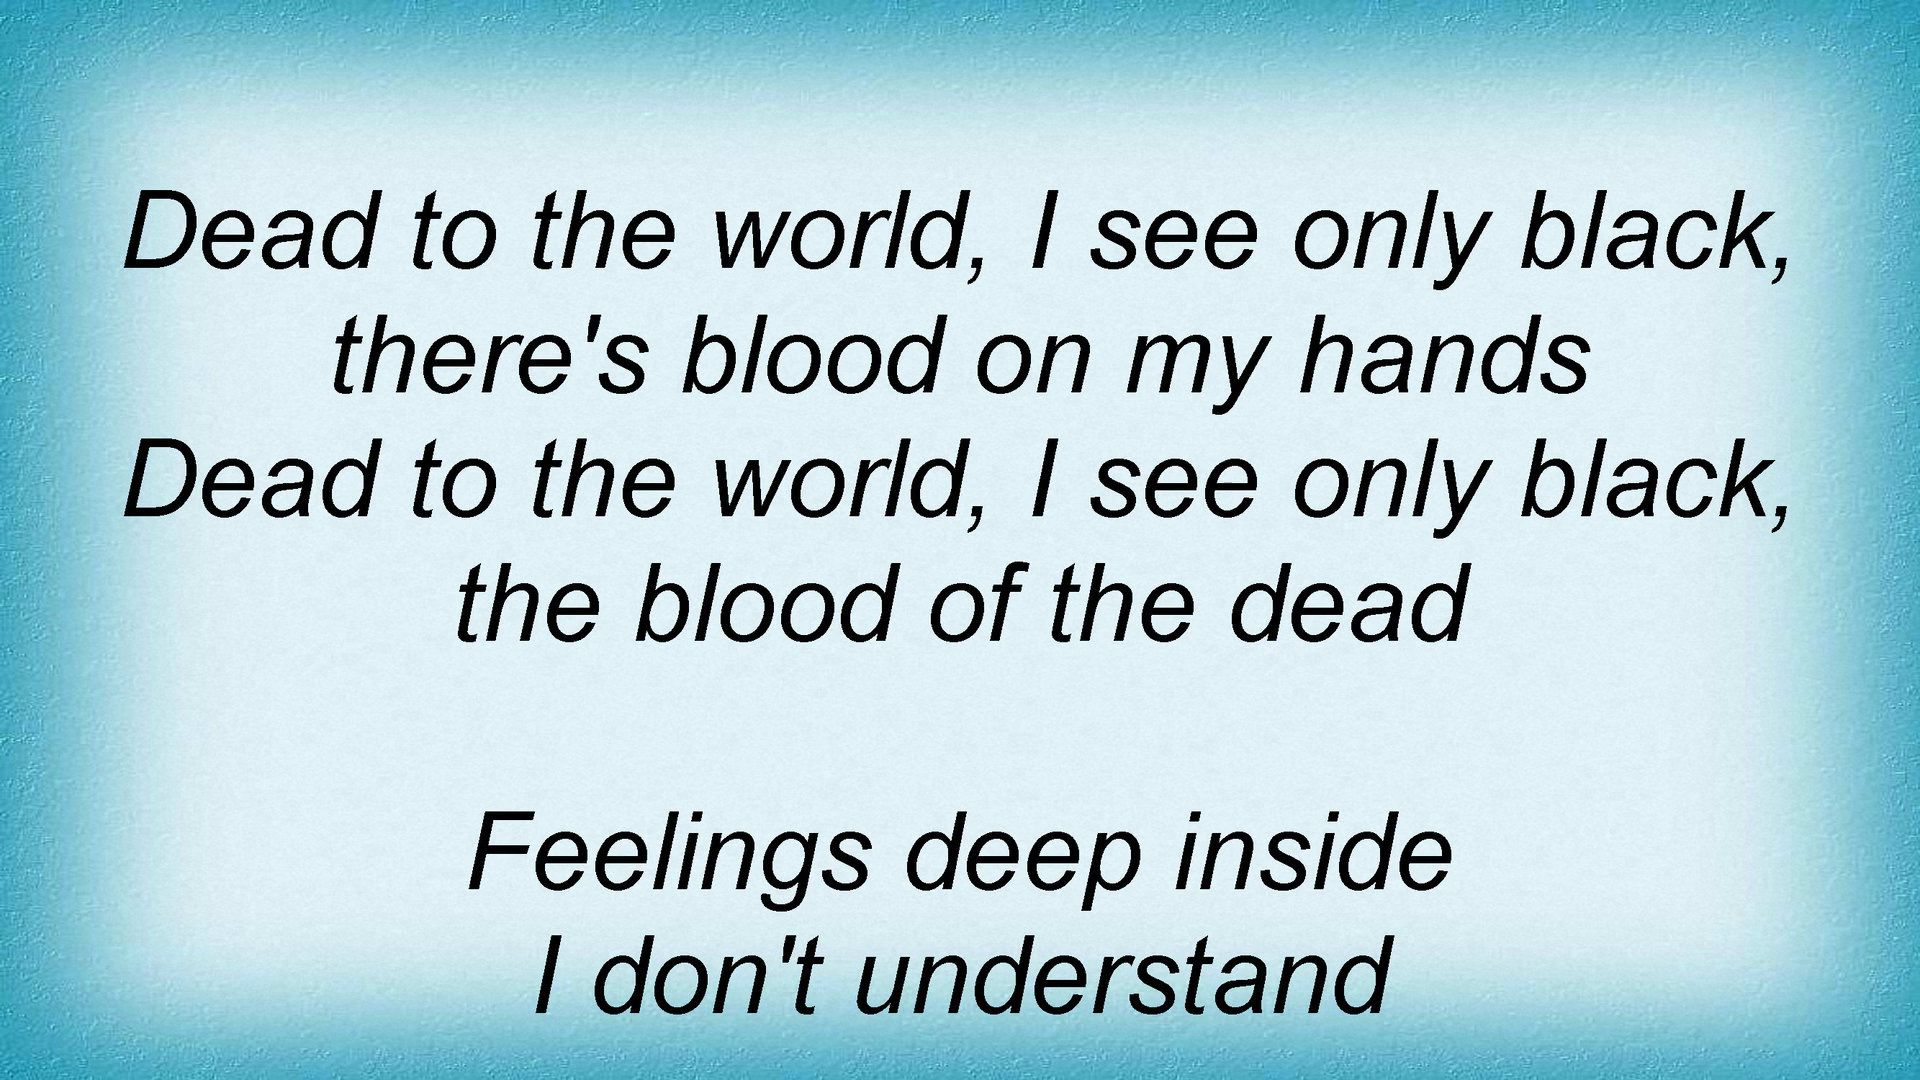 Dead to the world, I see only black,
there's blood on my hands
Dead to the world, I see only black,
the blood of the dead
Feelings deep inside
I don't understand